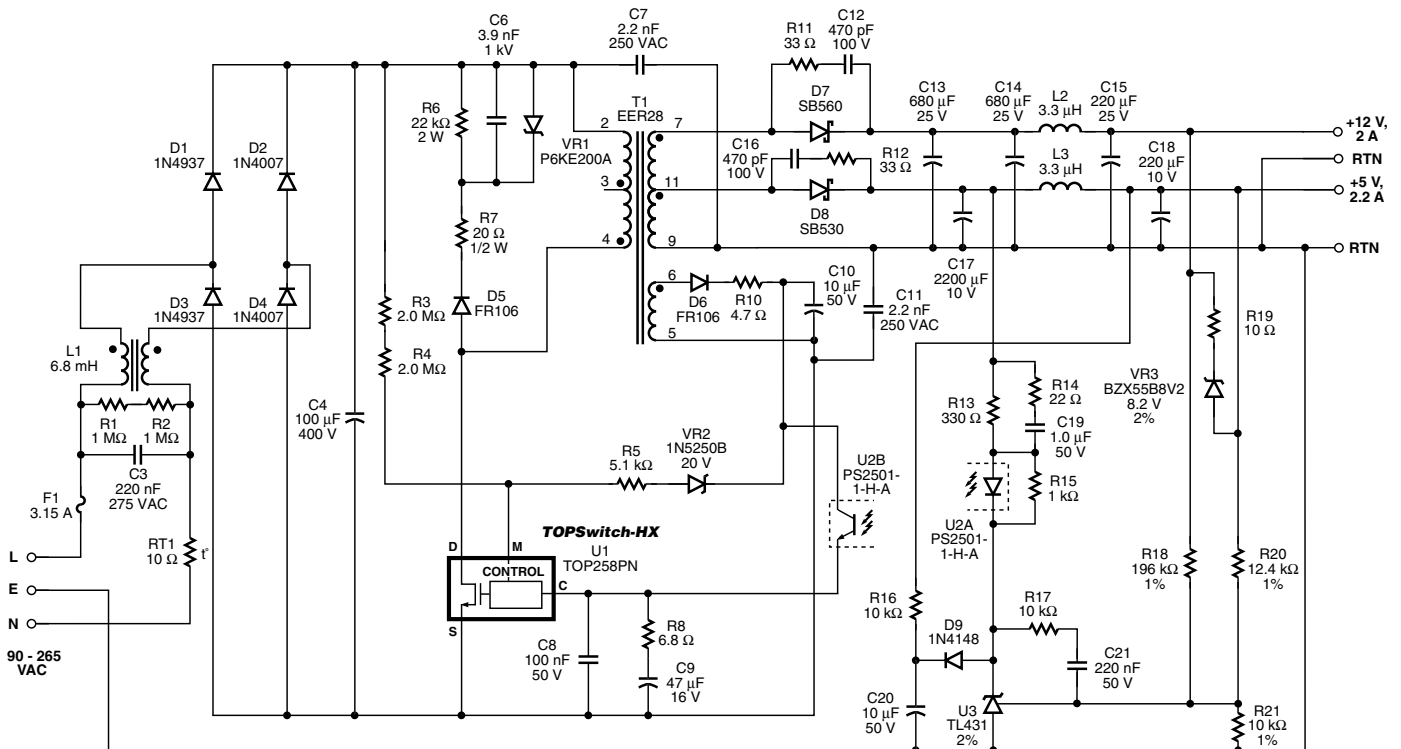 C6
3.9 nF
1 kV
C7
2.2 nF
250 VAC
R11
33 Ω
C12
470 pF
100 V
D7
SB560
C13
680 µF
25 V
C14
680 µF
25 V
L2
3.3 µH
C15
220 µF
25 V
+12 V,
2 A
RTN
+5 V,
2.2 A
RTN
R6
22 kΩ
2 W
VR1
P6KE200A
T1
EER28
2
3
4
7
11
9
6
5
C16
470 pF
100 V
R12
33 Ω
D8
SB530
L3
3.3 µH
C18
220 µF
10 V
D1
1N4937
D2
1N4007
D3
1N4937
D4
1N4007
R7
20 Ω
1/2 W
D5
FR106
R3
2.0 MΩ
R4
2.0 MΩ
D6
FR106
R10
4.7 Ω
C10
10 µF
50 V
C11
2.2 nF
250 VAC
C17
2200 µF
10 V
R19
10 Ω
VR3
BZX55B8V2
8.2 V
2%
L1
6.8 mH
R1
1 MΩ
R2
1 MΩ
C3
220 nF
275 VAC
F1
3.15 A
RT1
10 Ω
t°
L
E
N
90 - 265
VAC
C4
100 µF
400 V
R5
5.1 kΩ
VR2
1N5250B
20 V
U2B
PS2501-
1-H-A
R13
330 Ω
R14
22 Ω
C19
1.0 µF
50 V
R15
1 kΩ
U2A
PS2501-
1-H-A
TOPSwitch-HX
U1
TOP258PN
D
M
CONTROL
C
S
C8
100 nF
50 V
R8
6.8 Ω
C9
47 µF
16 V
R16
10 kΩ
D9
1N4148
R17
10 kΩ
C21
220 nF
50 V
C20
10 µF
50 V
U3
TL431
2%
R18
196 kΩ
1%
R20
12.4 kΩ
1%
R21
10 kΩ
1%